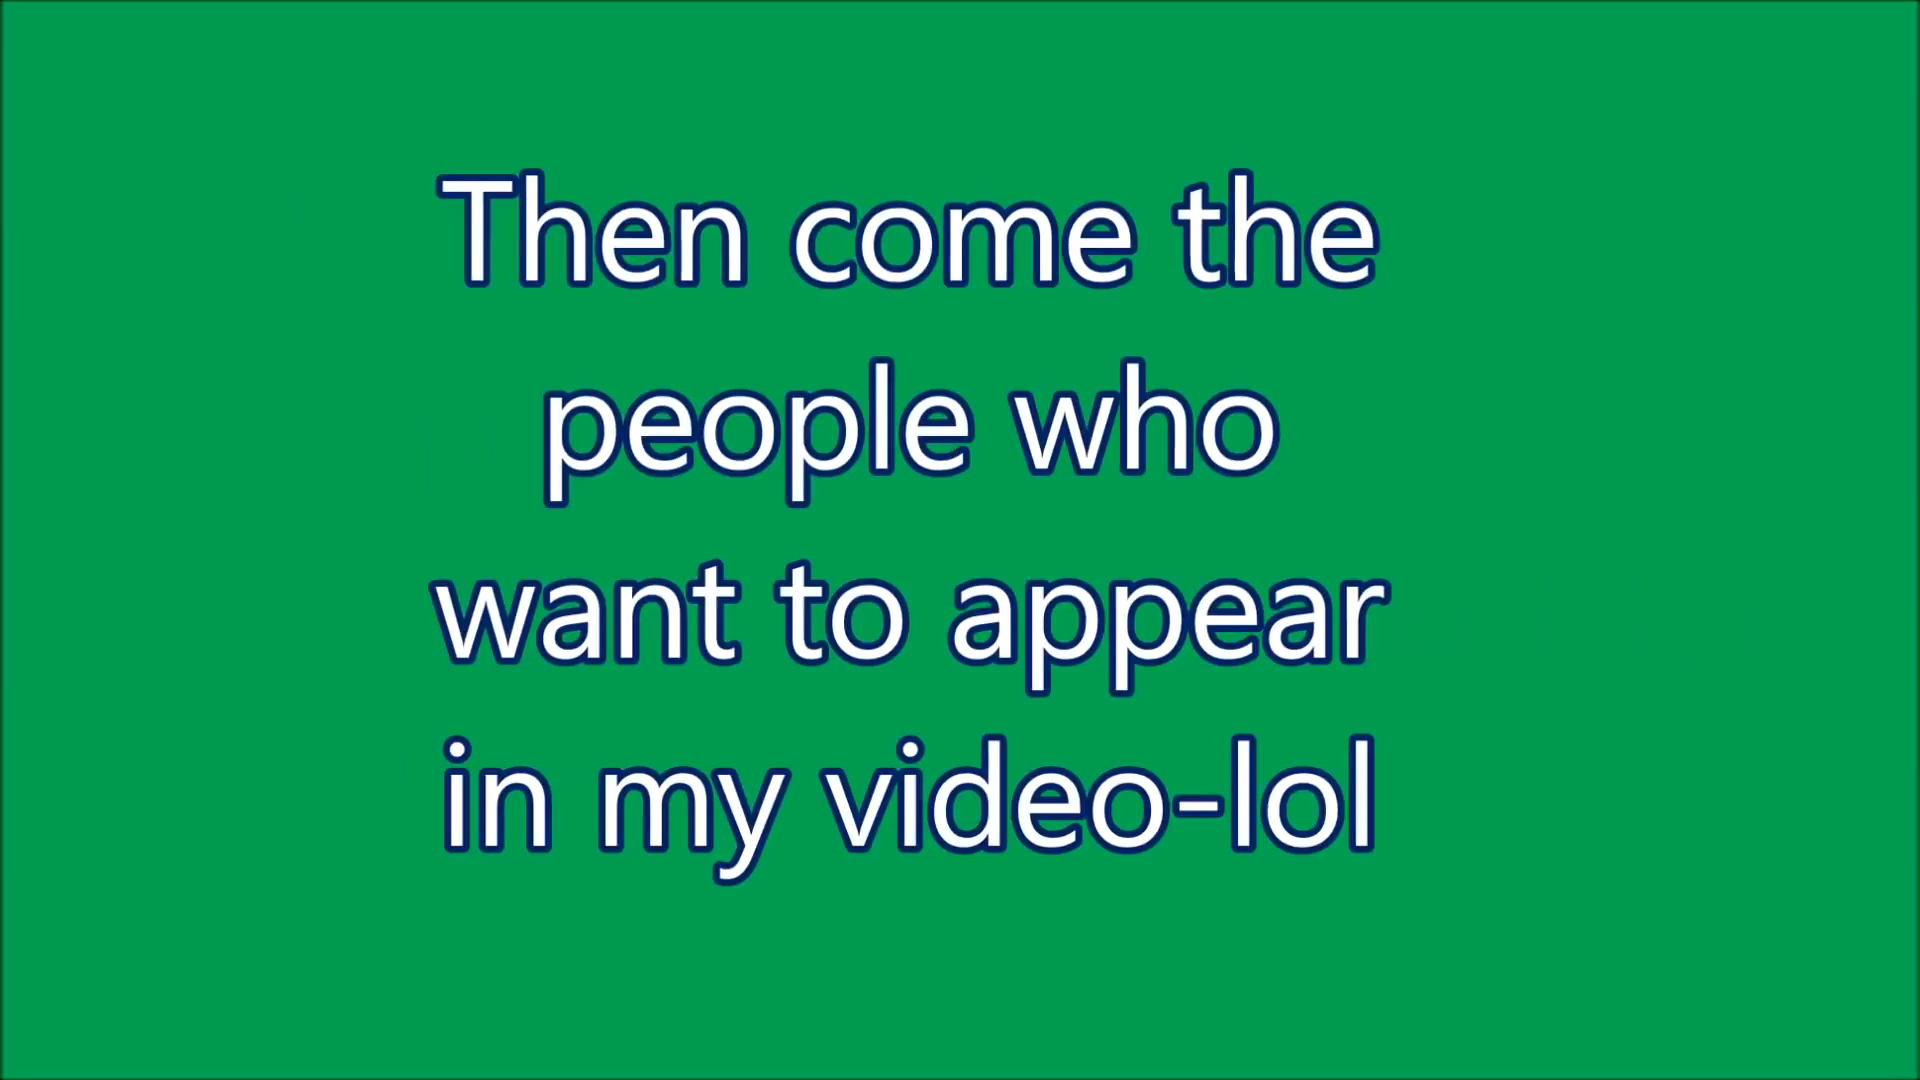 Then come the
people who
want to appear
in my video-lol